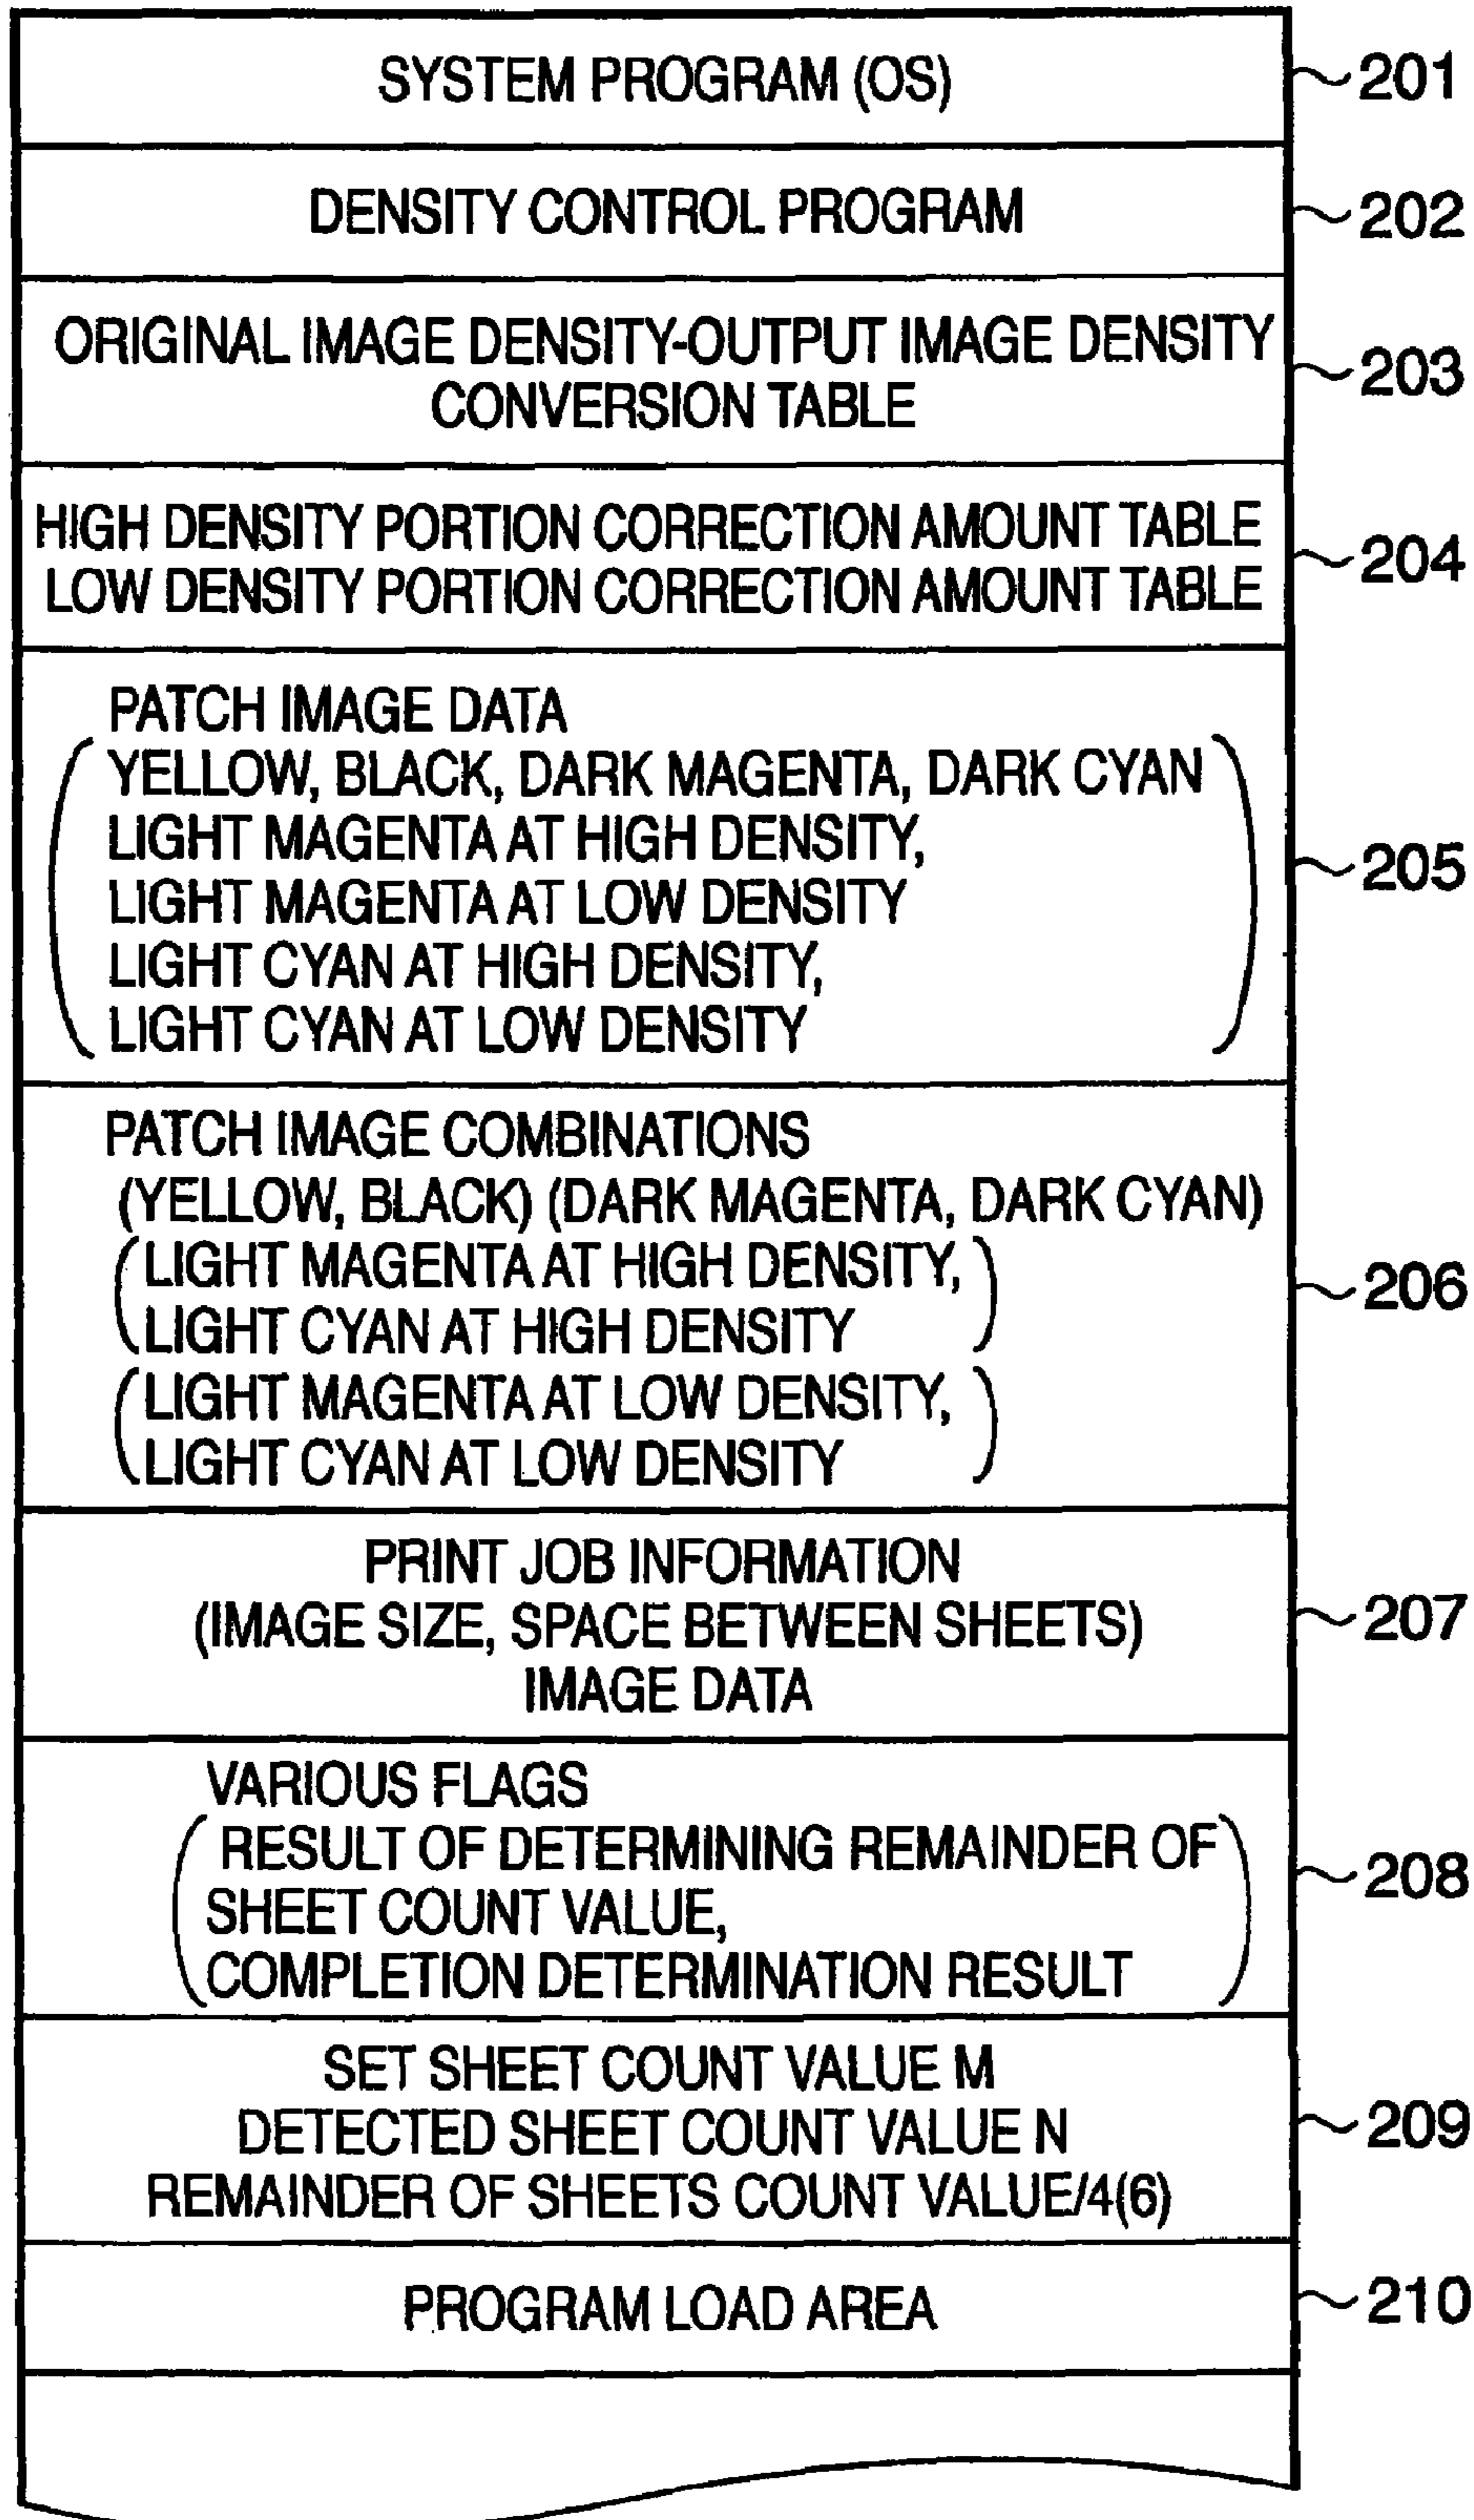 SYSTEM PROGRAM (OS)
201
DENSITY CONTROL PROGRAM
202
ORIGINAL IMAGE DENSITY-OUTPUT IMAGE DENSITY
CONVERSION TABLE
203
HIGH DENSITY PORTION CORRECTION AMOUNT TABLE
LOW DENSITY PORTION CORRECTION AMOUNT TABLE
204
PATCH IMAGE DATA
YELLOW, BLACK, DARK MAGENTA, DARK CYAN
LIGHT MAGENTA AT HIGH DENSITY,
LIGHT MAGENTA AT LOW DENSITY
LIGHT CYAN AT HIGH DENSITY,
LIGHT CYAN AT LOW DENSITY
205
PATCH IMAGE COMBINATIONS
(YELLOW, BLACK) (DARK MAGENTA, DARK CYAN)
(LIGHT MAGENTA AT HIGH DENSITY,
LIGHT CYAN AT HIGH DENSITY)
(LIGHT MAGENTA AT LOW DENSITY,
LIGHT CYAN AT LOW DENSITY)
206
PRINT JOB INFORMATION
(IMAGE SIZE, SPACE BETWEEN SHEETS)
IMAGE DATA
207
VARIOUS FLAGS
(RESULT OF DETERMINING REMAINDER OF
SHEET COUNT VALUE,
COMPLETION DETERMINATION RESULT)
208
SET SHEET COUNT VALUE M
DETECTED SHEET COUNT VALUE N
REMAINDER OF SHEETS COUNT VALUE/4(6)
209
PROGRAM LOAD AREA
210